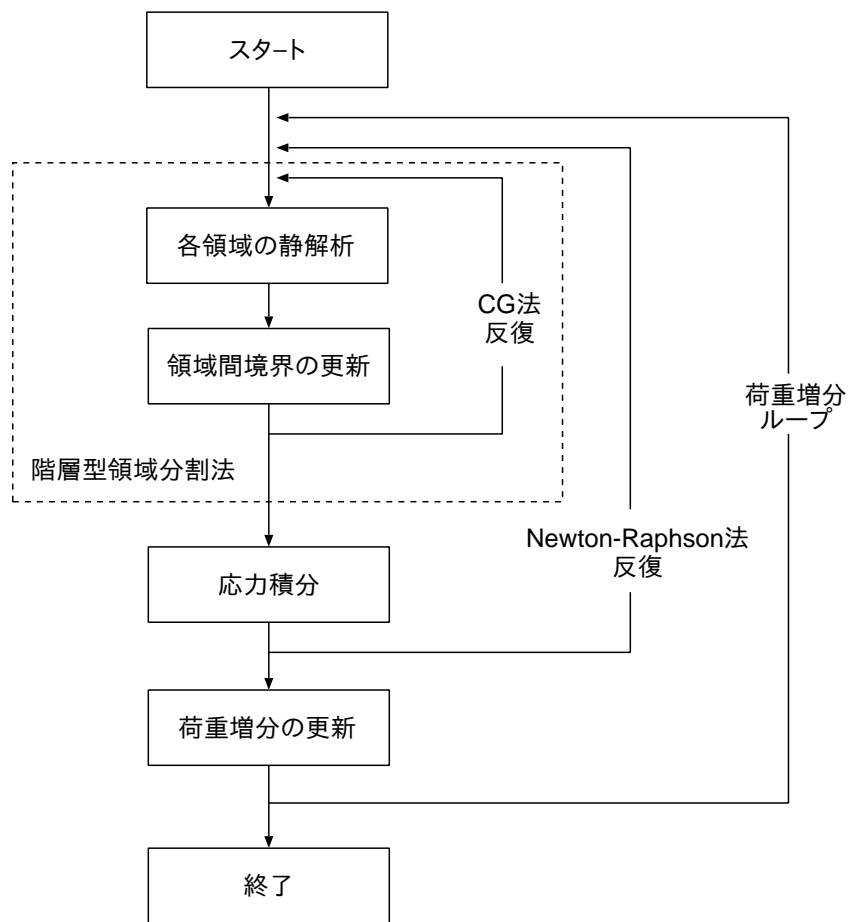 スタ−ト
各領域の静解析
CG法
反復
領域間境界の更新
荷重増分
ループ
階層型領域分割法
Newton-Raphson法
反復
応力積分
荷重増分の更新
終了